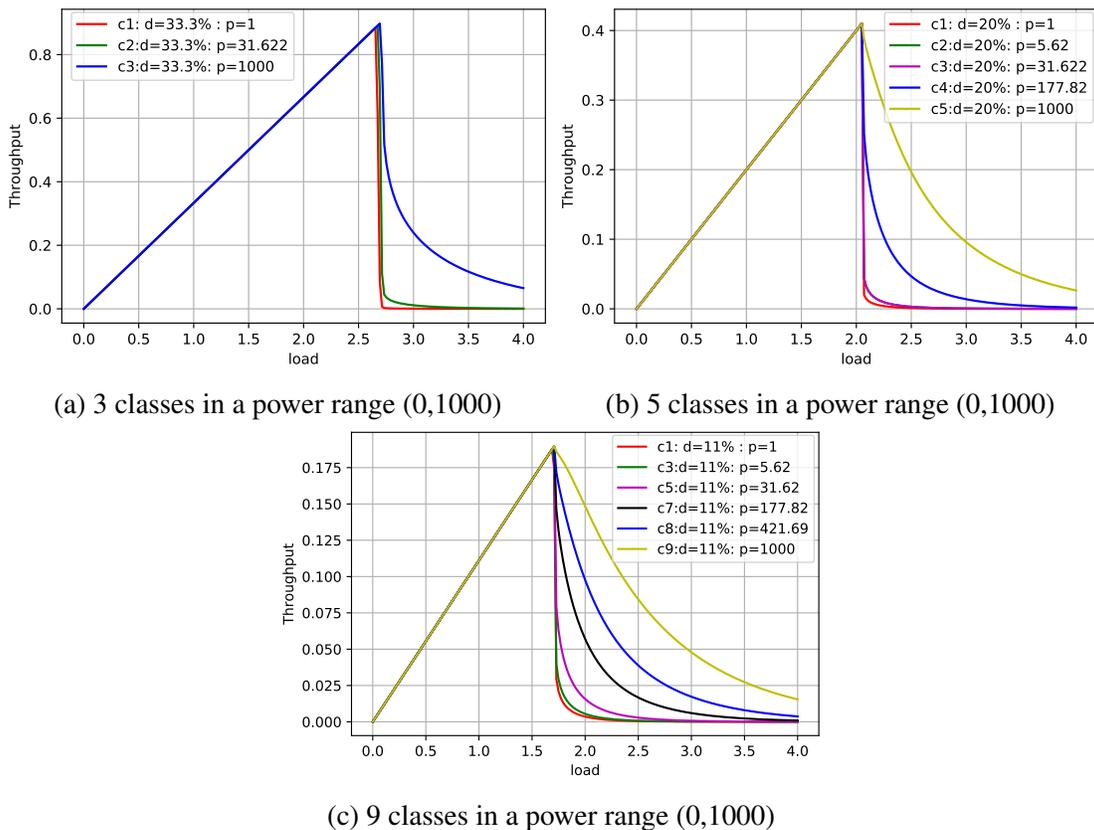 c1: d=33.3% : p=1
c2:d=33.3%: p=31.622
c3:d=33.3%: p=1000
0.8
0.6
0.4
0.2
0.0
Throughput
0.0 0.5 1.0 1.5 2.0 2.5 3.0 3.5 4.0
load
(a) 3 classes in a power range (0,1000)
c1: d=20% : p=1
c2:d=20%: p=5.62
c3:d=20%: p=31.622
c4:d=20%: p=177.82
c5:d=20%: p=1000
0.4
0.3
0.2
0.1
0.0
Throughput
0.0 0.5 1.0 1.5 2.0 2.5 3.0 3.5 4.0
load
(b) 5 classes in a power range (0,1000)
c1: d=11% : p=1
c3:d=11%: p=5.62
c5:d=11%: p=31.62
c7:d=11%: p=177.82
c8:d=11%: p=421.69
c9:d=11%: p=1000
0.175
0.150
0.125
0.100
0.075
0.050
0.025
0.000
Throughput
0.0 0.5 1.0 1.5 2.0 2.5 3.0 3.5 4.0
load
(c) 9 classes in a power range (0,1000)